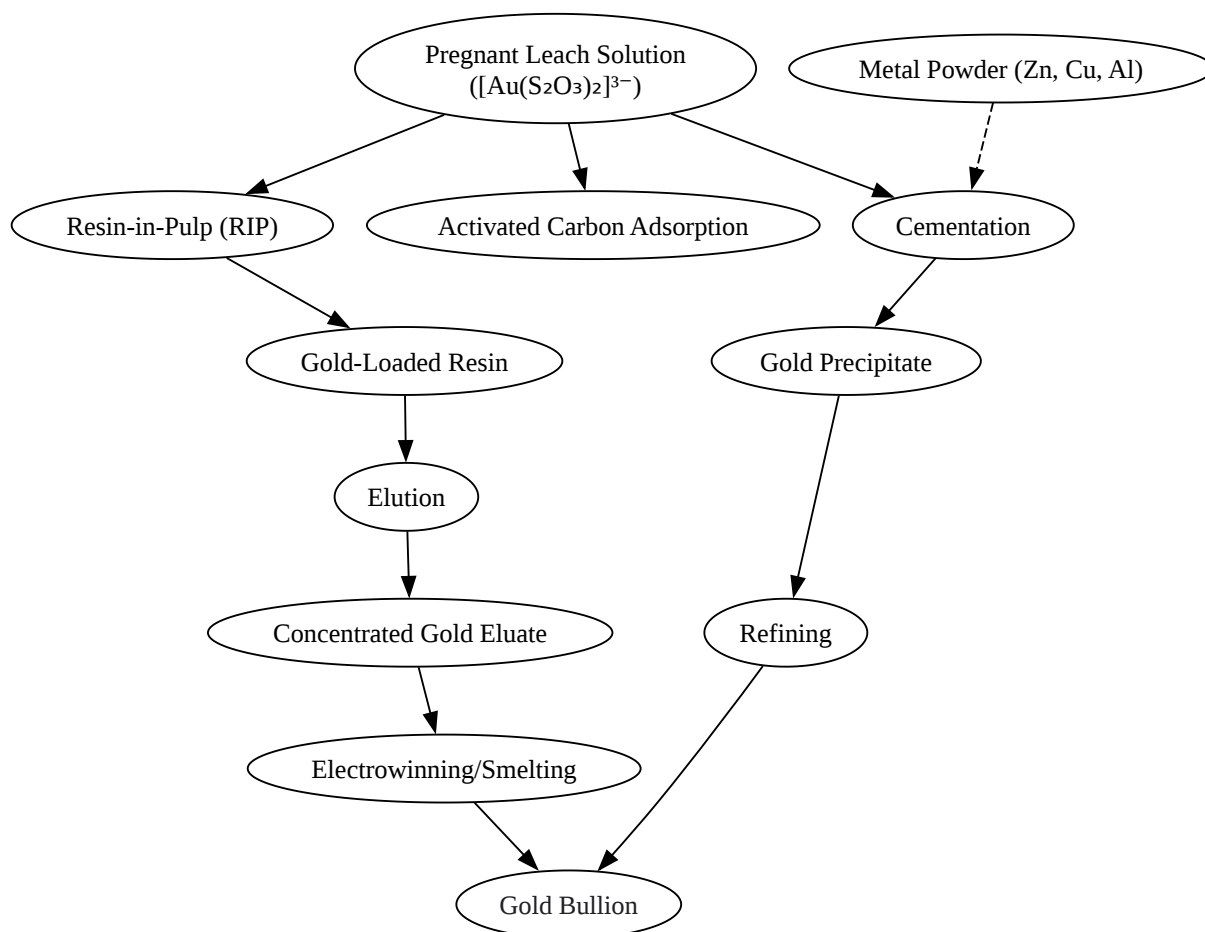 Pregnant Leach Solution
([Au(S₂O₃)₂]³⁻)
Metal Powder (Zn, Cu, Al)
Resin-in-Pulp (RIP)
Activated Carbon Adsorption
Cementation
Gold-Loaded Resin
Gold Precipitate
Elution
Concentrated Gold Eluate
Refining
Electrowinning/Smelting
Gold Bullion